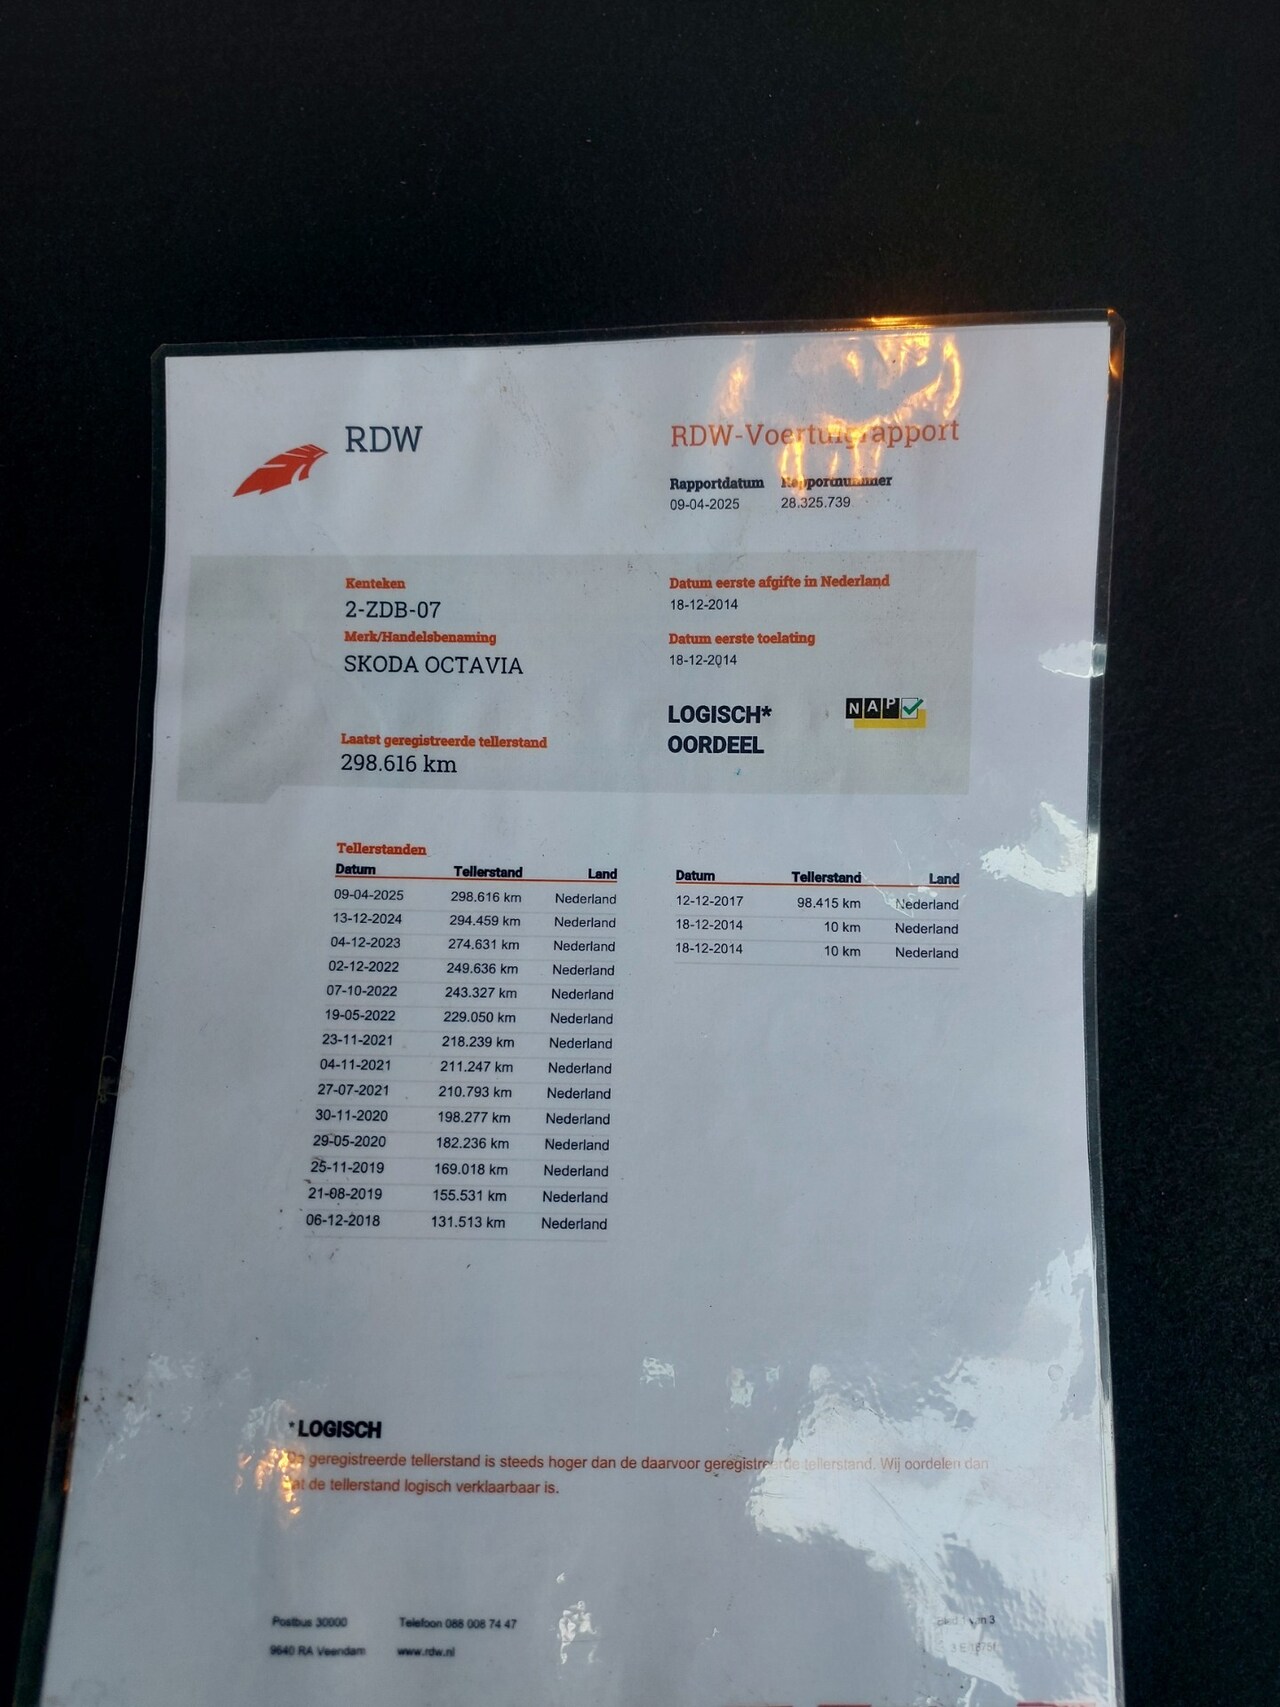 RDW
RDW-Voertuigrapport
Rapportdatum Rapportnummer
09-04-2025 28.325.739
Kenteken
2-ZDB-07
Merk/Handelsbenaming
SKODA OCTAVIA
Laatst geregistreerde tellerstand
298.616 km
Datum eerste afgifte in Nederland
18-12-2014
Datum eerste toelating
18-12-2014
LOGISCH*
OORDEEL
NAP
Tellerstanden
Datum Tellerstand Land
09-04-2025 298.616 km Nederland
13-12-2024 294.459 km Nederland
04-12-2023 274.631 km Nederland
02-12-2022 249.636 km Nederland
07-10-2022 243.327 km Nederland
19-05-2022 229.050 km Nederland
23-11-2021 218.239 km Nederland
04-11-2021 211.247 km Nederland
27-07-2021 210.793 km Nederland
30-11-2020 198.277 km Nederland
29-05-2020 182.236 km Nederland
25-11-2019 169.018 km Nederland
21-08-2019 155.531 km Nederland
06-12-2018 131.513 km Nederland
Datum Tellerstand Land
12-12-2017 98.415 km Nederland
18-12-2014 10 km Nederland
18-12-2014 10 km Nederland
*LOGISCH
De geregistreerde tellerstand is steeds hoger dan de daarvoor geregistreerde tellerstand. Wij oordelen dan
dat de tellerstand logisch verklaarbaar is.
Postbus 30000 Telefoon 088 008 74 47
9640 RA Veendam www.rdw.nl
3